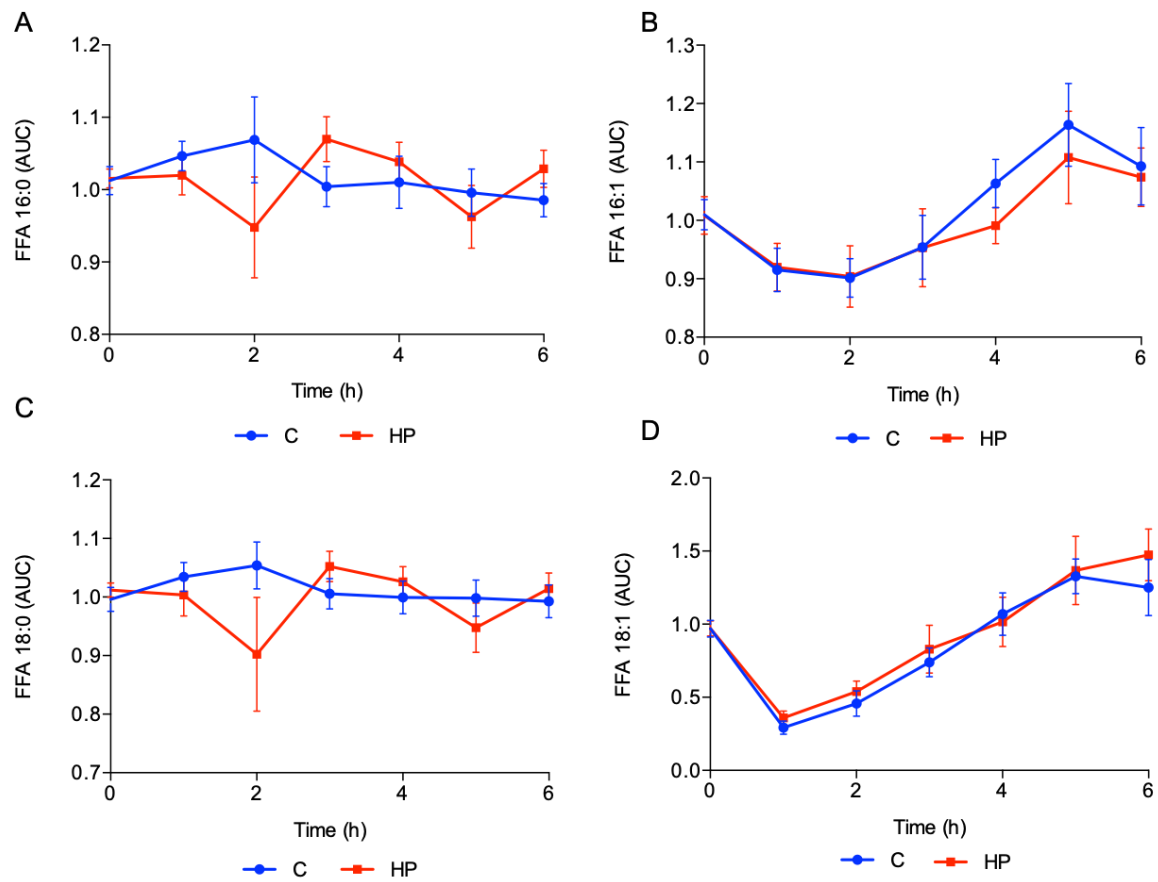 A
FFA 16:0 (AUC)
1.2
1.1
1.0
0.9
0.8
0 2 4 6
Time (h)
C HP
B
FFA 16:1 (AUC)
1.3
1.2
1.1
1.0
0.9
0.8
0 2 4 6
Time (h)
C HP
C
FFA 18:0 (AUC)
1.2
1.1
1.0
0.9
0.8
0.7
0 2 4 6
Time (h)
C HP
D
FFA 18:1 (AUC)
2.0
1.5
1.0
0.5
0.0
0 2 4 6
Time (h)
C HP